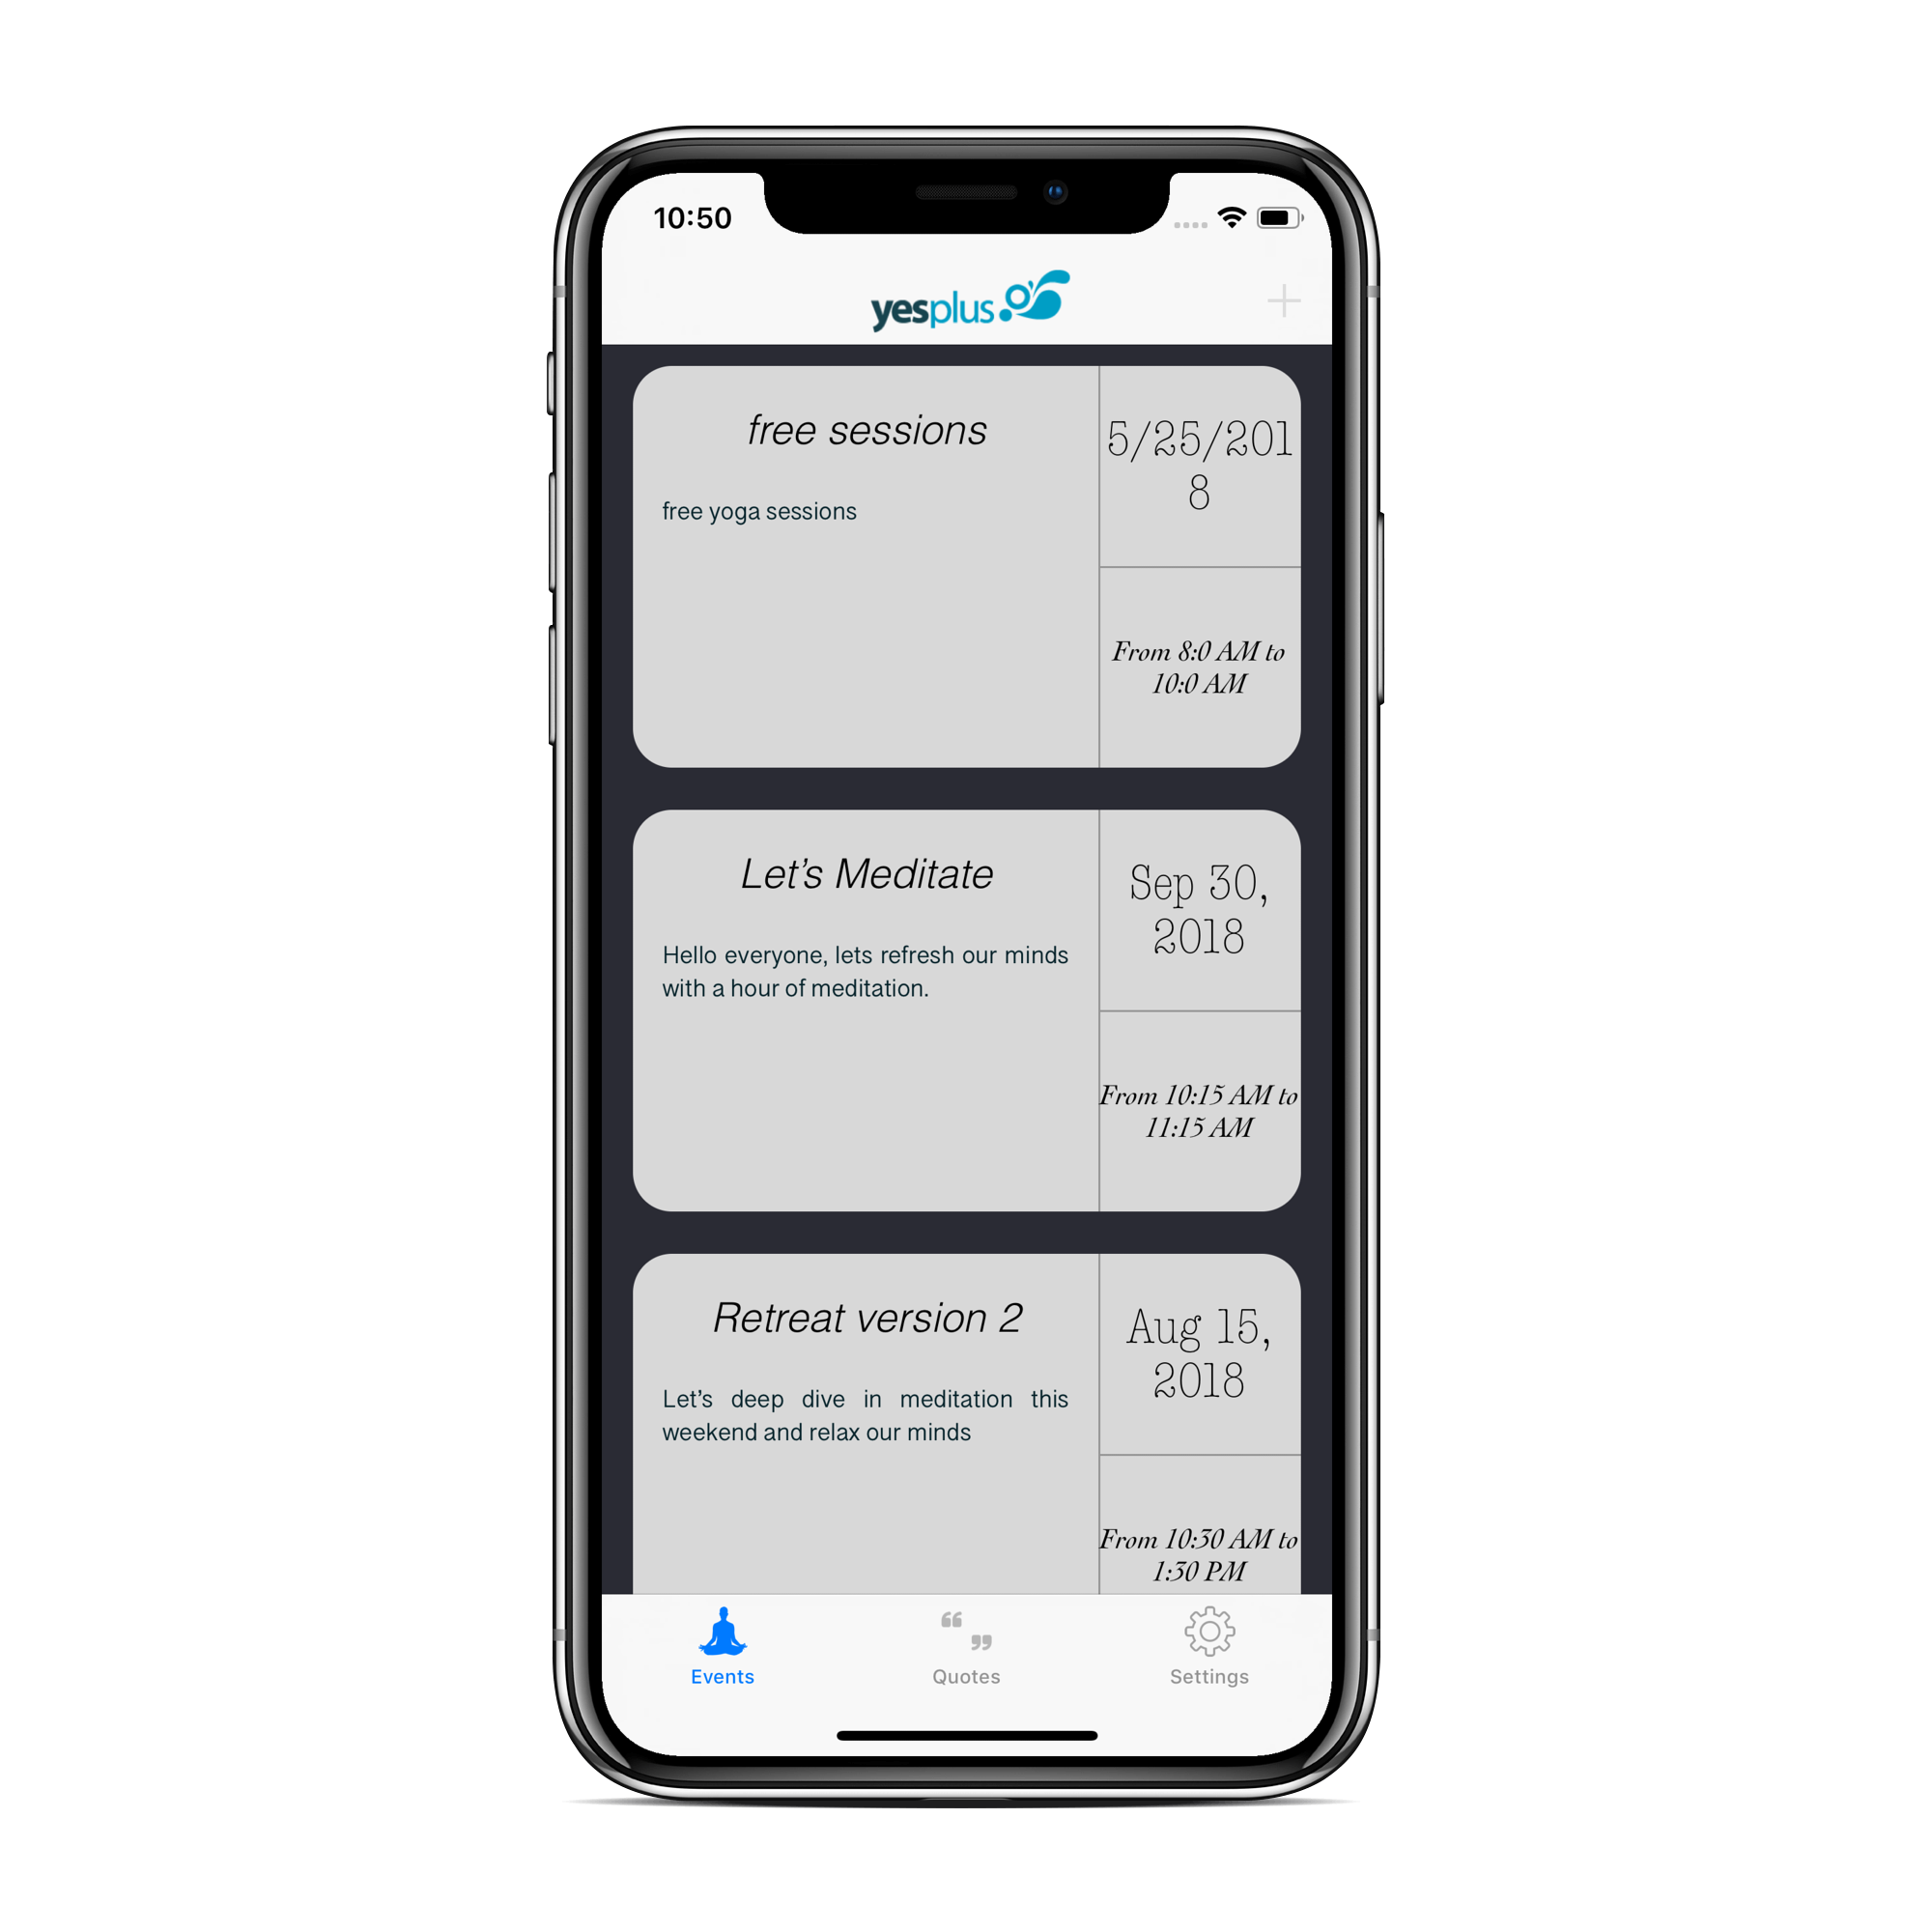 10:50
yesplus
free sessions
5/25/201
8
free yoga sessions
From 8:0 AM to
10:0 AM
Let's Meditate
Sep 30,
2018
Hello everyone, lets refresh our minds
with a hour of meditation.
From 10:15 AM to
11:15 AM
Retreat version 2
Aug 15,
2018
Let's deep dive in meditation this
weekend and relax our minds
From 10:30 AM to
1:30 PM
Events
Quotes
Settings